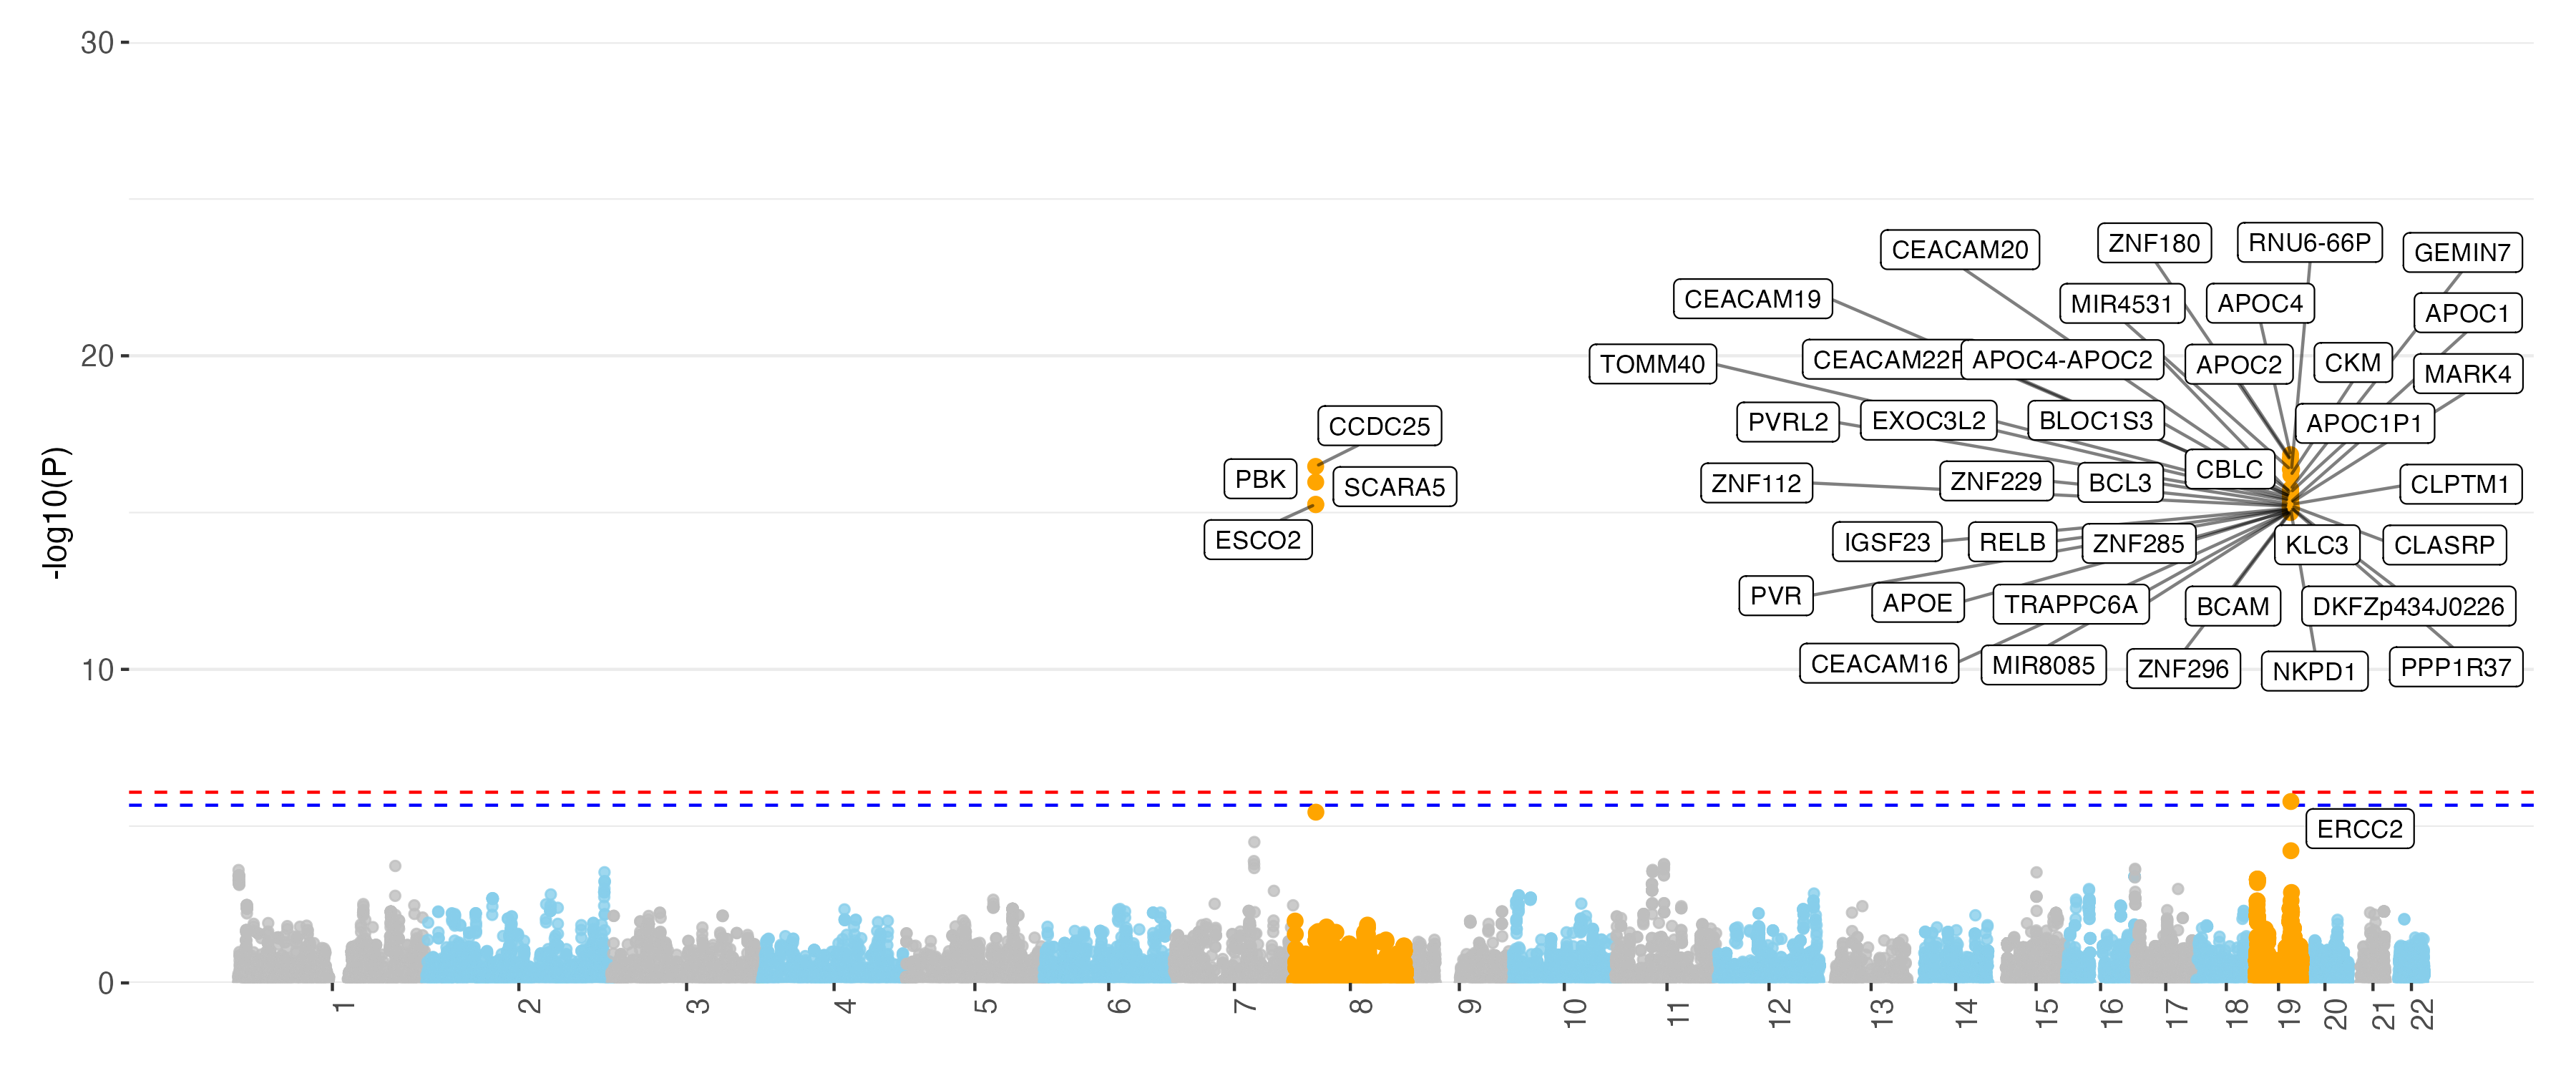 30
20
10
0
-log10(P)
CEACAM20
ZNF180
RNU6-66P
GEMIN7
CEACAM19
MIR4531
APOC4
APOC1
TOMM40
CEACAM22P
APOC4-APOC2
APOC2
CKM
MARK4
CCDC25
PVRL2
EXOC3L2
BLOC1S3
APOC1P1
PBK
SCARA5
ZNF112
ZNF229
BCL3
CBLC
CLPTM1
ESCO2
IGSF23
RELB
ZNF285
KLC3
CLASRP
PVR
APOE
TRAPPC6A
BCAM
DKFZp434J0226
CEACAM16
MIR8085
ZNF296
NKPD1
PPP1R37
ERCC2
1 2 3 4 5 6 7 8 9 10 11 12 13 14 15 16 17 18 19 20 21 22